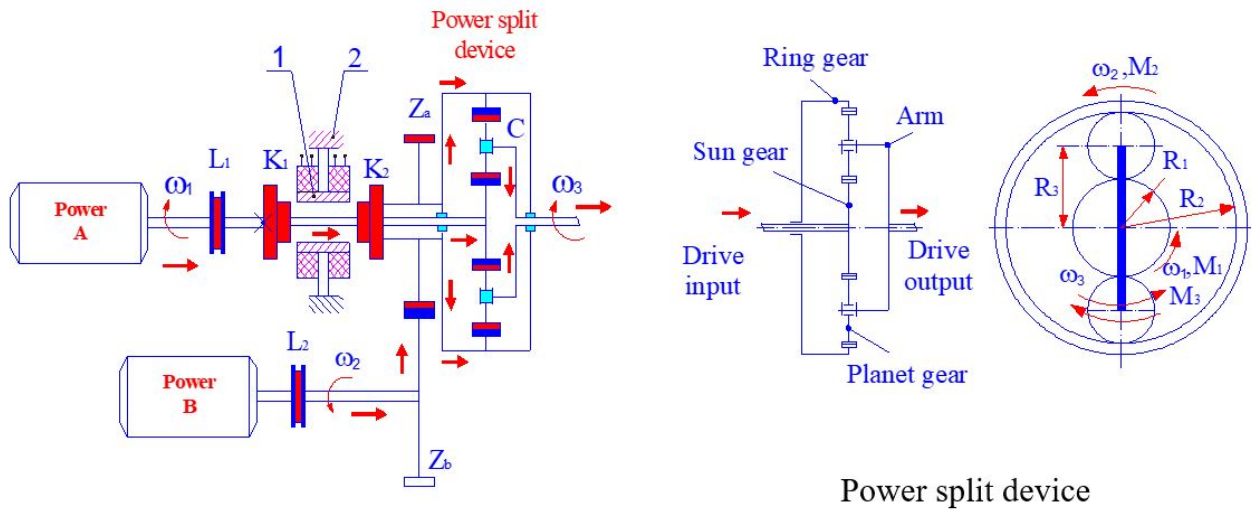 Power split
device
1
2
Zₐ
C
L₁
K₁
K₂
ω₁
ω₃
Power
A
L₂
ω₂
Power
B
Z_b
Ring gear
Arm
Sun gear
Drive
input
Drive
output
Planet gear
ω₂,M₂
R₁
R₃
R₂
ω₁,M₁
ω₃
M₃
Power split device